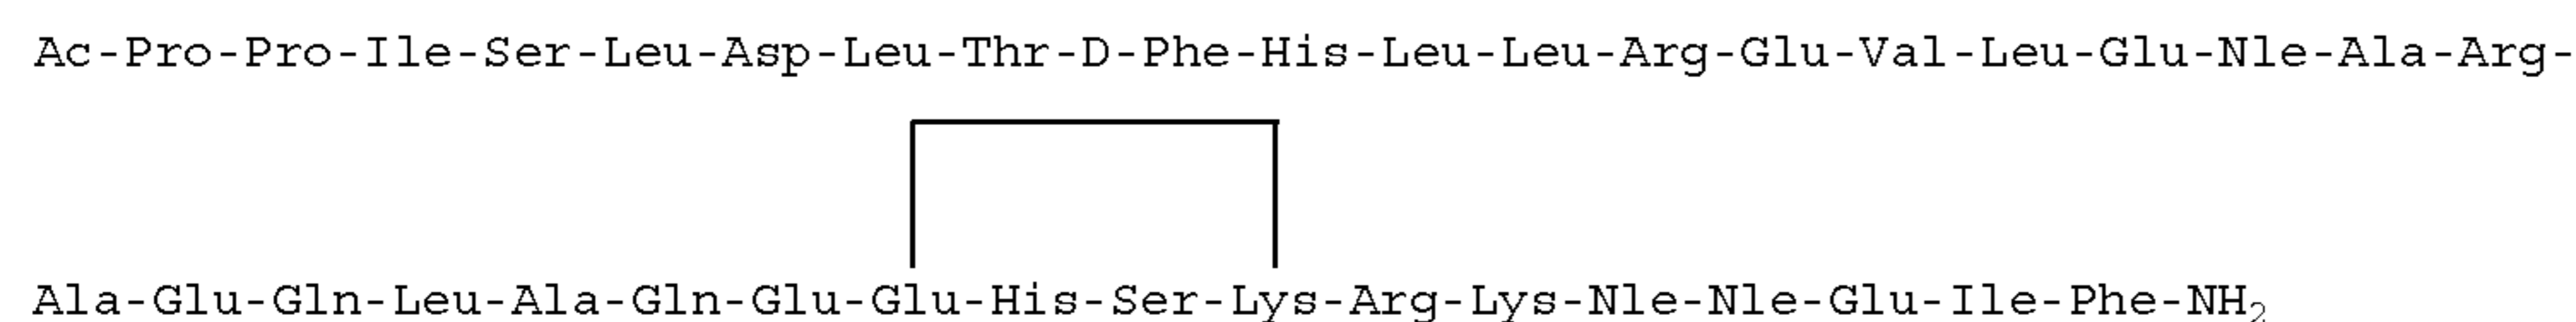 Ac-Pro-Pro-Ile-Ser-Leu-Asp-Leu-Thr-D-Phe-His-Leu-Leu-Arg-Glu-Val-Leu-Glu-Nle-Ala-Arg-
Ala-Glu-Gln-Leu-Ala-Gln-Glu-Glu-His-Ser-Lys-Arg-Lys-Nle-Nle-Glu-Ile-Phe-NH₂